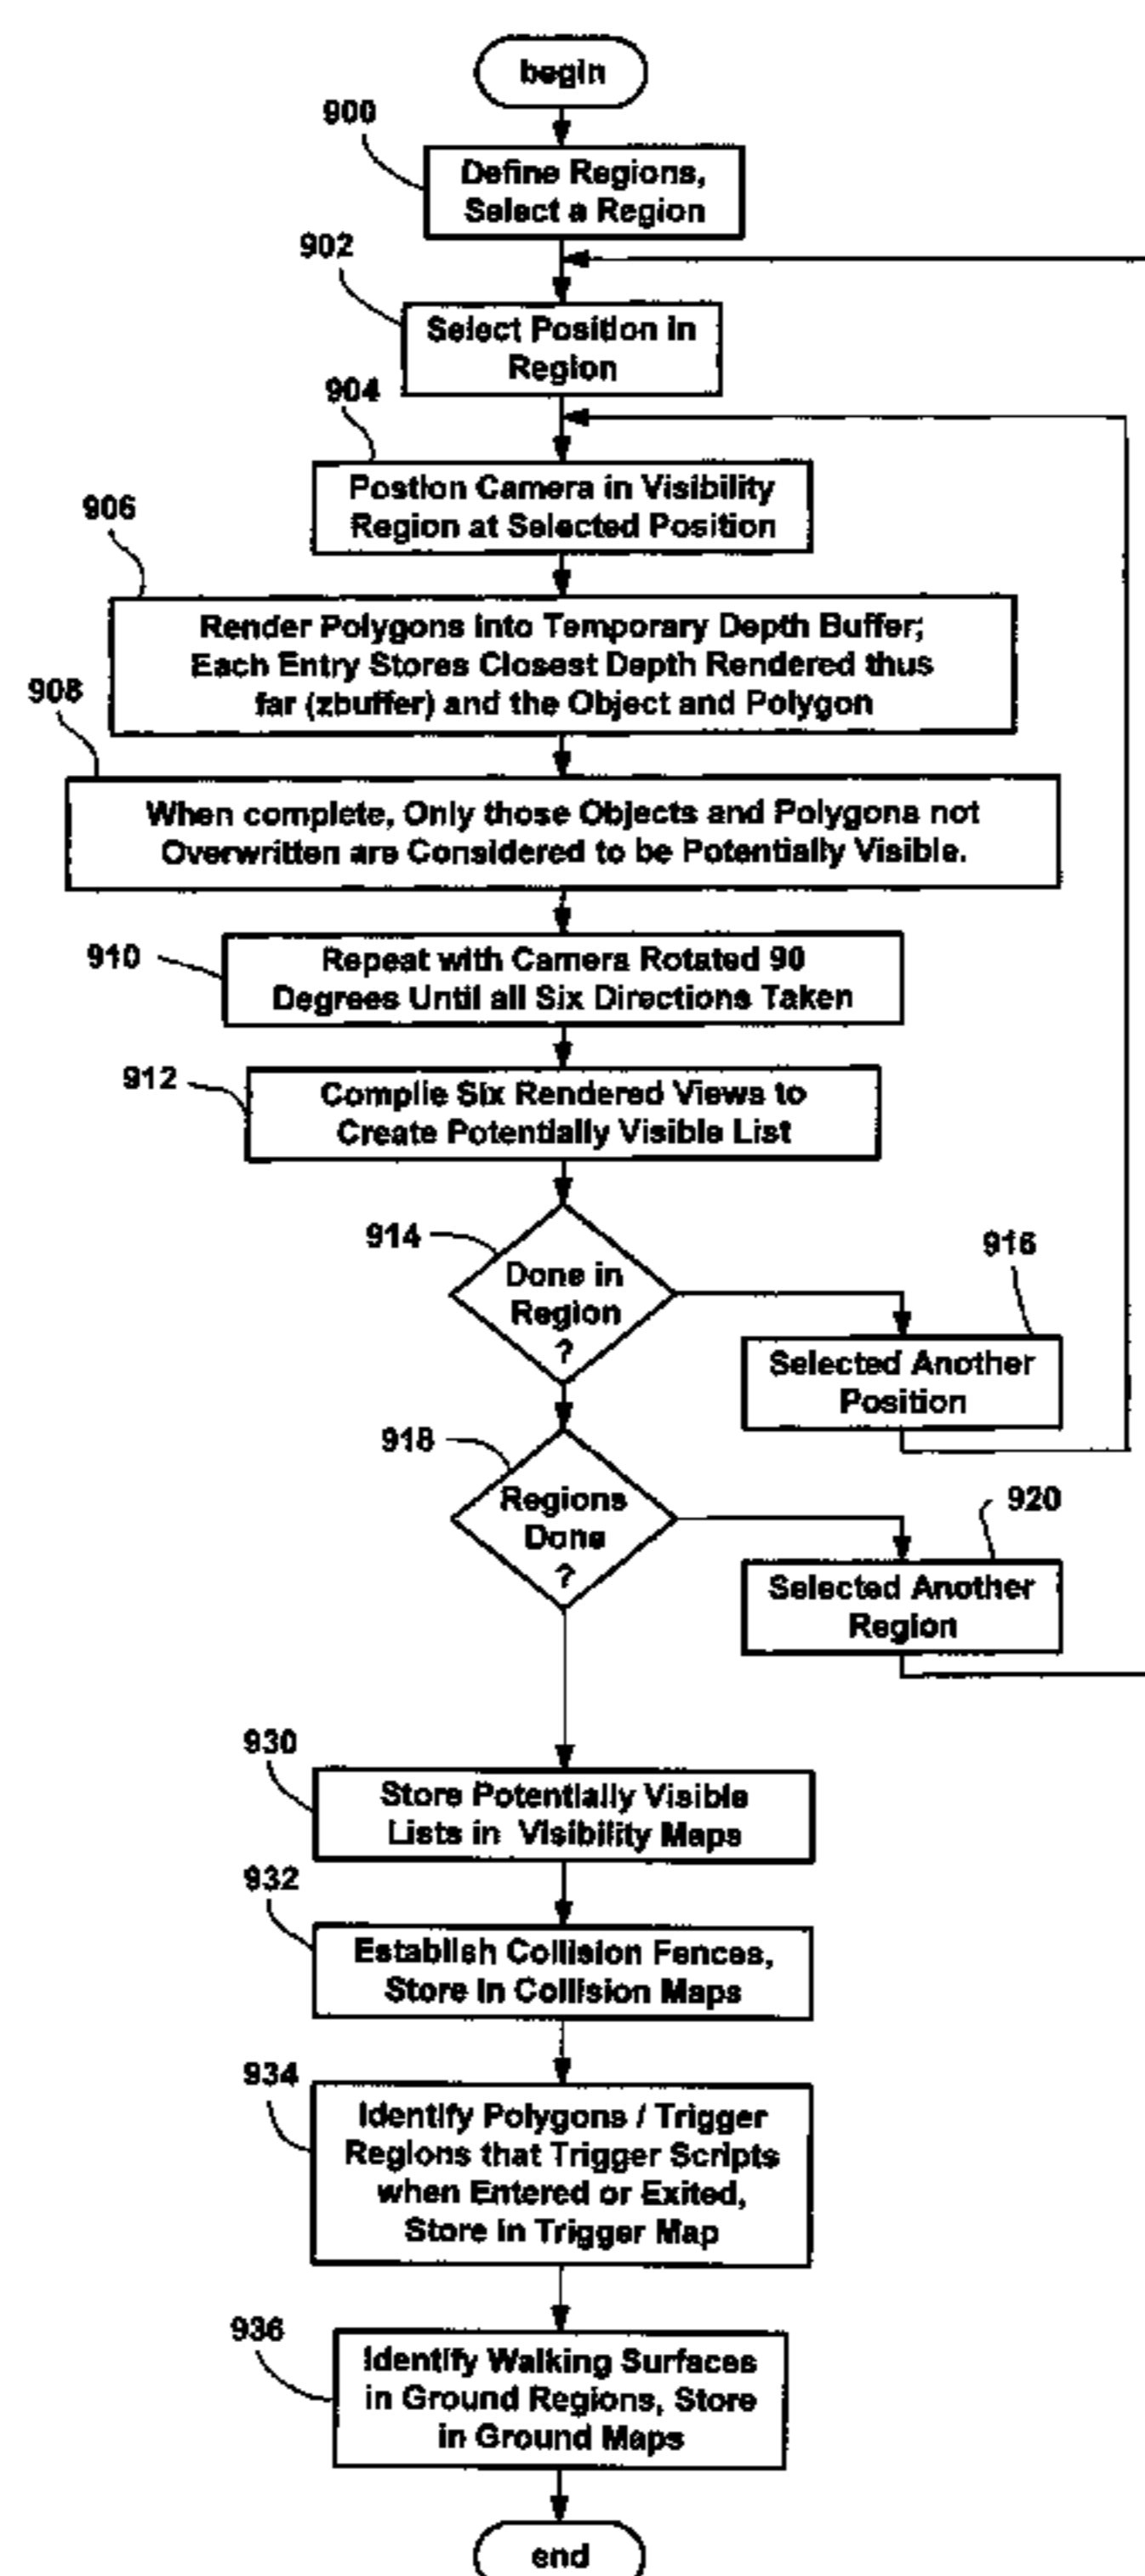 begin
900
Define Regions,
Select a Region
902
Select Position in
Region
904
Postion Camera in Visibility
Region at Selected Position
906
Render Polygons into Temporary Depth Buffer;
Each Entry Stores Closest Depth Rendered thus
far (zbuffer) and the Object and Polygon
908
When complete, Only those Objects and Polygons not
Overwritten are Considered to be Potentially Visible.
910
Repeat with Camera Rotated 90
Degrees Until all Six Directions Taken
912
Compile Six Rendered Views to
Create Potentially Visible List
914
Done in
Region
?
916
Selected Another
Position
918
Regions
Done
?
920
Selected Another
Region
930
Store Potentially Visible
Lists in Visibility Maps
932
Establish Collision Fences,
Store in Collision Maps
934
Identify Polygons / Trigger
Regions that Trigger Scripts
when Entered or Exited,
Store in Trigger Map
936
Identify Walking Surfaces
in Ground Regions, Store
in Ground Maps
end